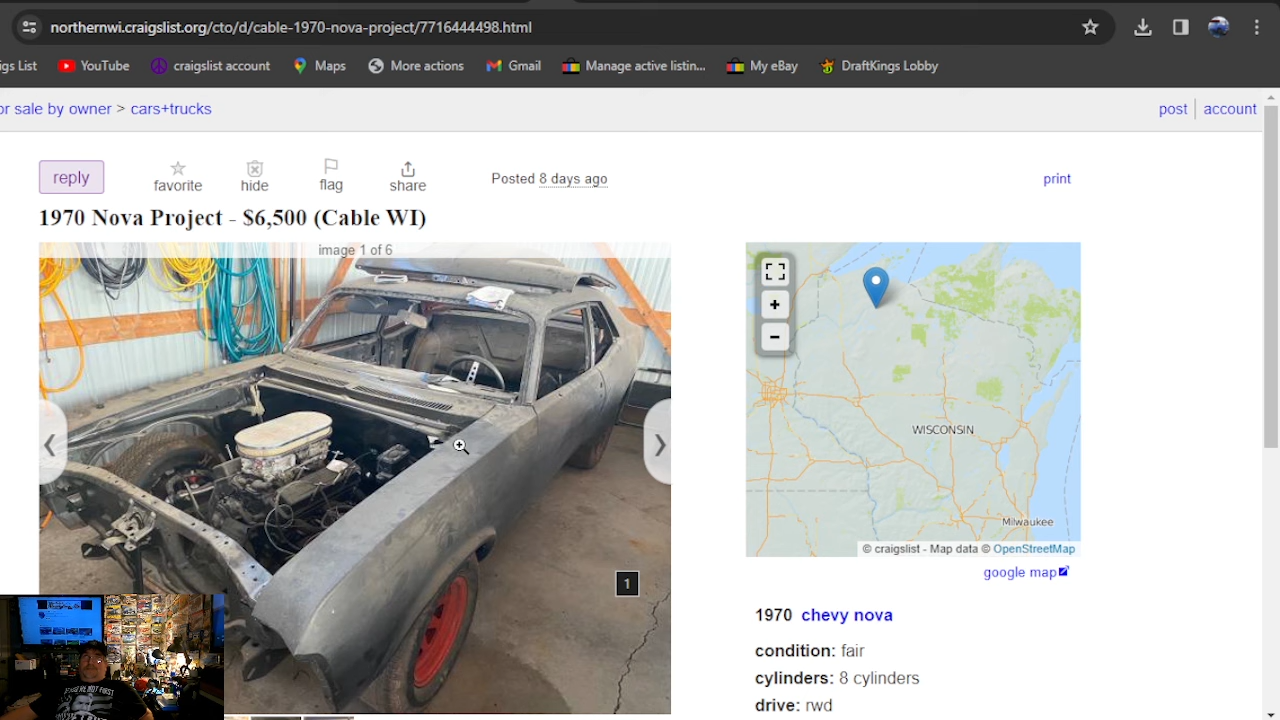 northernwi.craigslist.org/cto/d/cable-1970-nova-project/7716444498.html
igs List YouTube craigslist account Maps More actions Gmail Manage active listin... My eBay DraftKings Lobby
or sale by owner > cars+trucks post account
reply favorite hide flag share Posted 8 days ago print
1970 Nova Project - $6,500 (Cable WI)
image 1 of 6
+
−
WISCONSIN
Milwaukee
© craigslist - Map data © OpenStreetMap
google map
1
1970 chevy nova
condition: fair
cylinders: 8 cylinders
drive: rwd